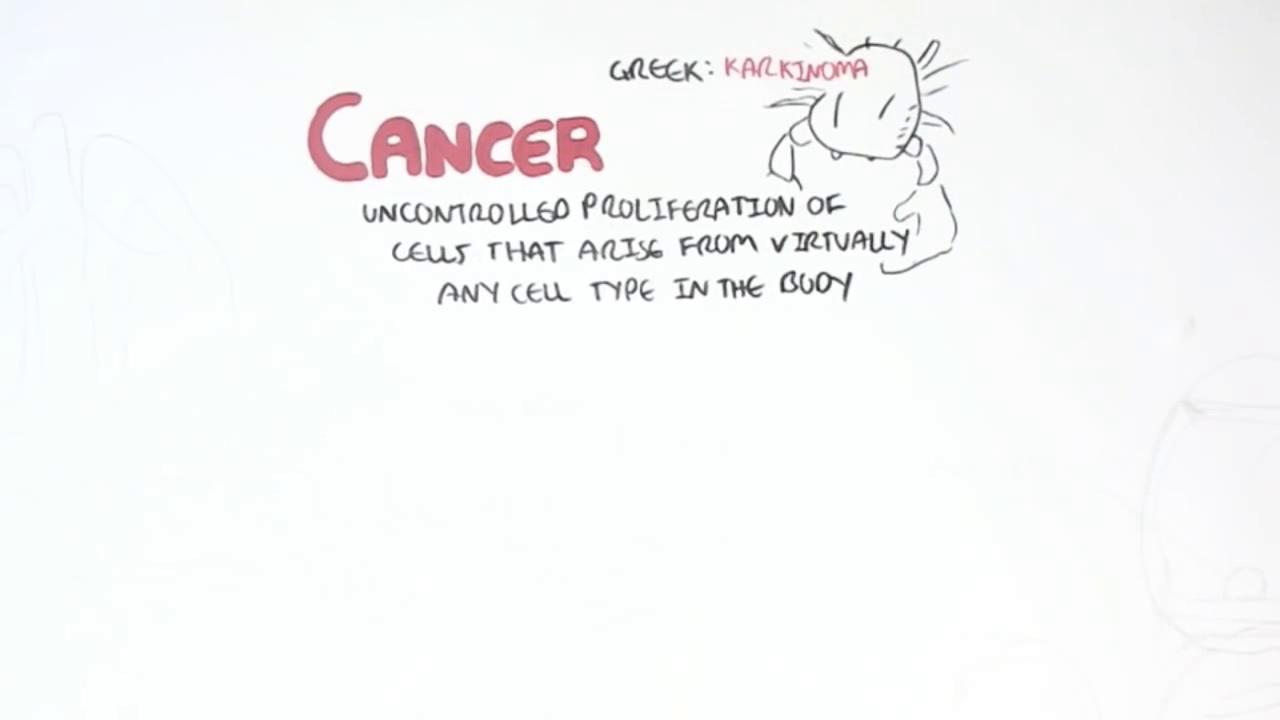 GREEK: KARKINOMA
CANCER
UNCONTROLLED PROLIFERATION OF
CELLS THAT ARISE FROM VIRTUALLY
ANY CELL TYPE IN THE BODY